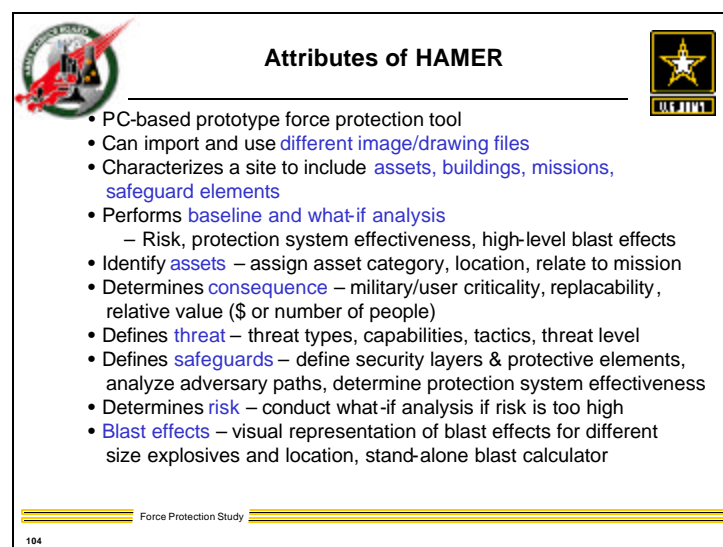 Attributes of HAMER
U.S. ARMY
• PC-based prototype force protection tool
• Can import and use different image/drawing files
• Characterizes a site to include assets, buildings, missions,
safeguard elements
• Performs baseline and what-if analysis
– Risk, protection system effectiveness, high-level blast effects
• Identify assets – assign asset category, location, relate to mission
• Determines consequence – military/user criticality, replacability,
relative value ($ or number of people)
• Defines threat – threat types, capabilities, tactics, threat level
• Defines safeguards – define security layers & protective elements,
analyze adversary paths, determine protection system effectiveness
• Determines risk – conduct what-if analysis if risk is too high
• Blast effects – visual representation of blast effects for different
size explosives and location, stand-alone blast calculator
Force Protection Study
104